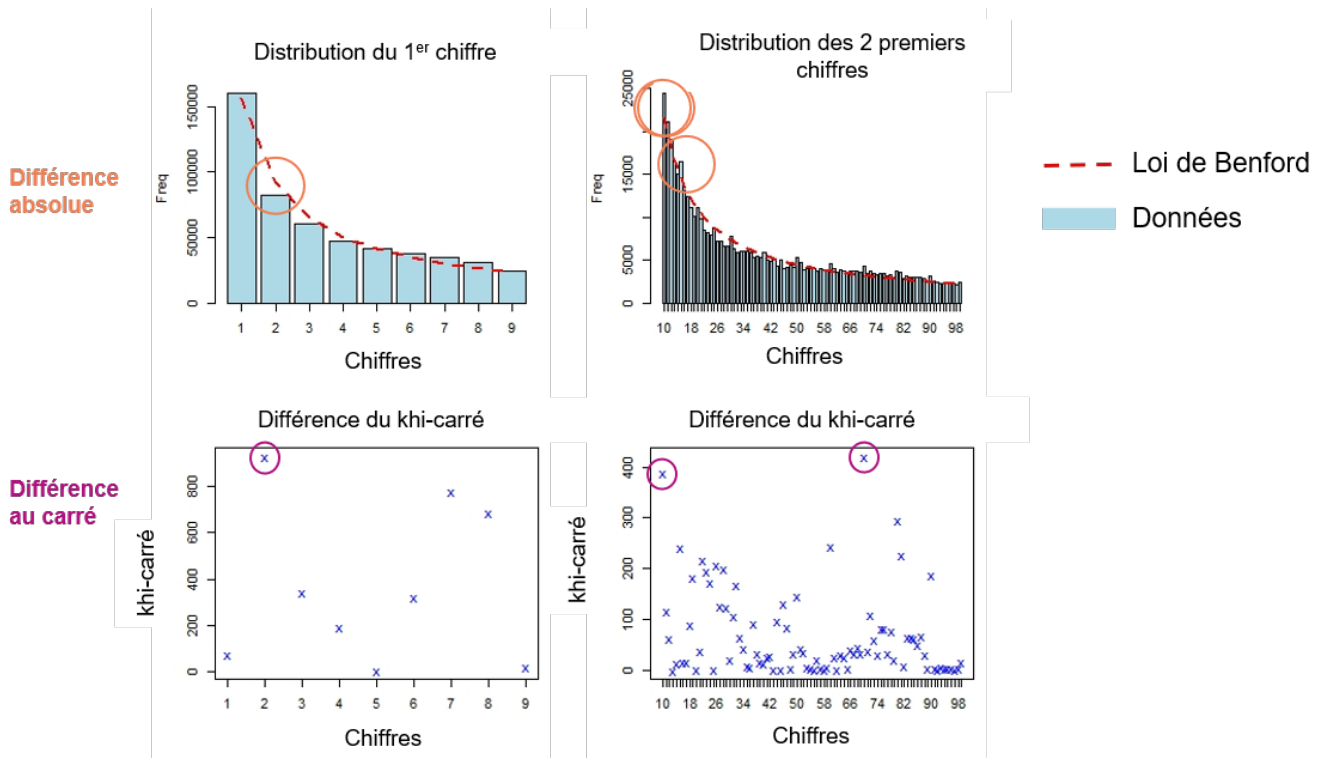 Distribution du 1er chiffre
Freq
150000
100000
50000
0
1 2 3 4 5 6 7 8 9
Chiffres
Distribution des 2 premiers
chiffres
Freq
25000
15000
5000
0
10 18 26 34 42 50 58 66 74 82 90 98
Chiffres
Loi de Benford
Données
Différence
absolue
Différence du khi-carré
khi-carré
800
600
400
200
0
1 2 3 4 5 6 7 8 9
Chiffres
Différence du khi-carré
khi-carré
400
300
200
100
0
10 18 26 34 42 50 58 66 74 82 90 98
Chiffres
Différence
au carré